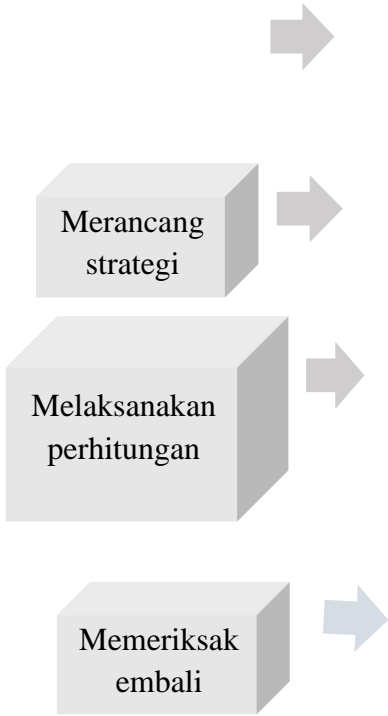 Merancang
strategi
Melaksanakan
perhitungan
Memeriksak
embali